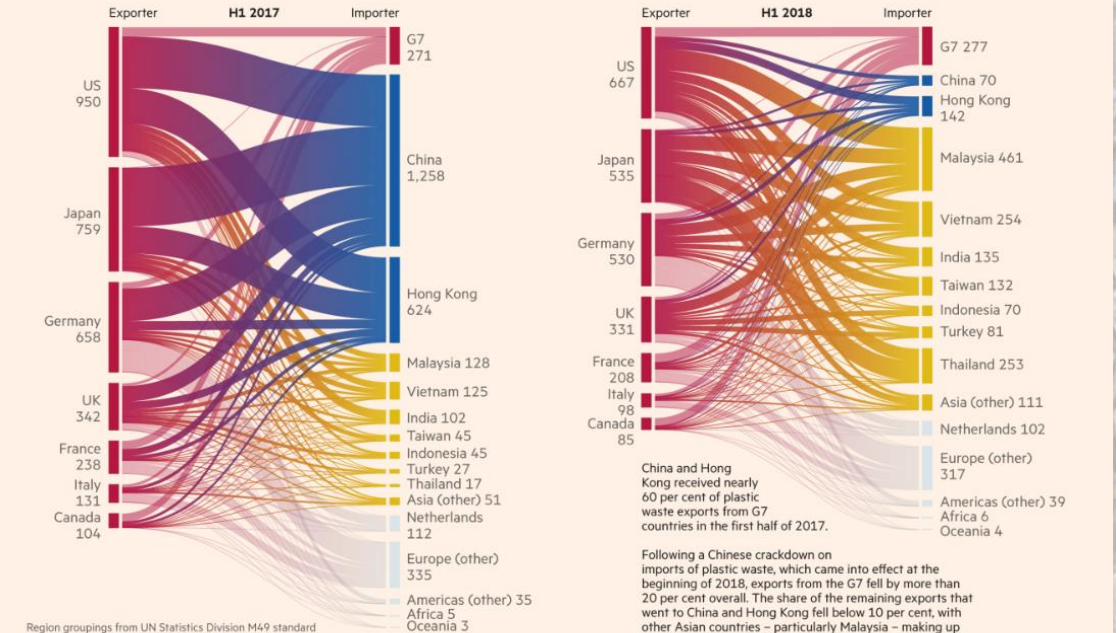 Exporter H1 2017 Importer
US
950
Japan
759
Germany
658
UK
342
France
238
Italy
131
Canada
104
G7
271
China
1,258
Hong Kong
624
Malaysia 128
Vietnam 125
India 102
Taiwan 45
Indonesia 45
Turkey 27
Thailand 17
Asia (other) 51
Netherlands
112
Europe (other)
335
Americas (other) 35
Africa 5
Oceania 3
Region groupings from UN Statistics Division M49 standard
Exporter H1 2018 Importer
US
667
Japan
535
Germany
530
UK
331
France
208
Italy
98
Canada
85
G7 277
China 70
Hong Kong
142
Malaysia 461
Vietnam 254
India 135
Taiwan 132
Indonesia 70
Turkey 81
Thailand 253
Asia (other) 111
Netherlands 102
Europe (other)
317
Americas (other) 39
Africa 6
Oceania 4
China and Hong
Kong received nearly
60 per cent of plastic
waste exports from G7
countries in the first half of 2017.
Following a Chinese crackdown on
imports of plastic waste, which came into effect at the
beginning of 2018, exports from the G7 fell by more than
20 per cent overall. The share of the remaining exports that
went to China and Hong Kong fell below 10 per cent, with
other Asian countries – particularly Malaysia – making up